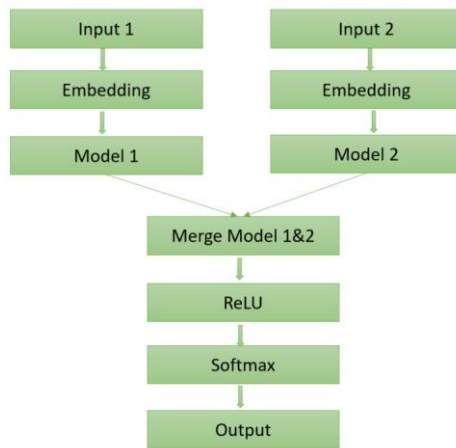 Input 1
Input 2
Embedding
Embedding
Model 1
Model 2
Merge Model 1&2
ReLU
Softmax
Output